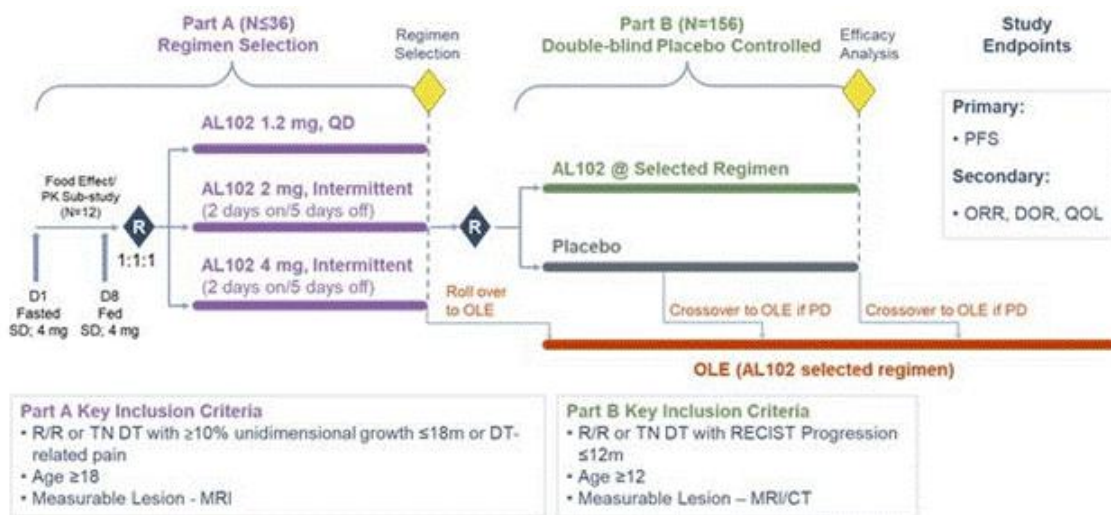 Part A (N≤36)
Regimen Selection
Regimen
Selection
Part B (N=156)
Double-blind Placebo Controlled
Efficacy
Analysis
Study
Endpoints
AL102 1.2 mg, QD
Food Effect/
PK Sub-study
(N=12)
AL102 2 mg, Intermittent
(2 days on/5 days off)
R
1:1:1
AL102 4 mg, Intermittent
(2 days on/5 days off)
D1
Fasted
SD; 4 mg
D8
Fed
SD; 4 mg
R
AL102 @ Selected Regimen
Placebo
Roll over
to OLE
Crossover to OLE if PD
Crossover to OLE if PD
OLE (AL102 selected regimen)
Primary:
• PFS
Secondary:
• ORR, DOR, QOL
Part A Key Inclusion Criteria
• R/R or TN DT with ≥10% unidimensional growth ≤18m or DT-
related pain
• Age ≥18
• Measurable Lesion - MRI
Part B Key Inclusion Criteria
• R/R or TN DT with RECIST Progression
≤12m
• Age ≥12
• Measurable Lesion – MRI/CT